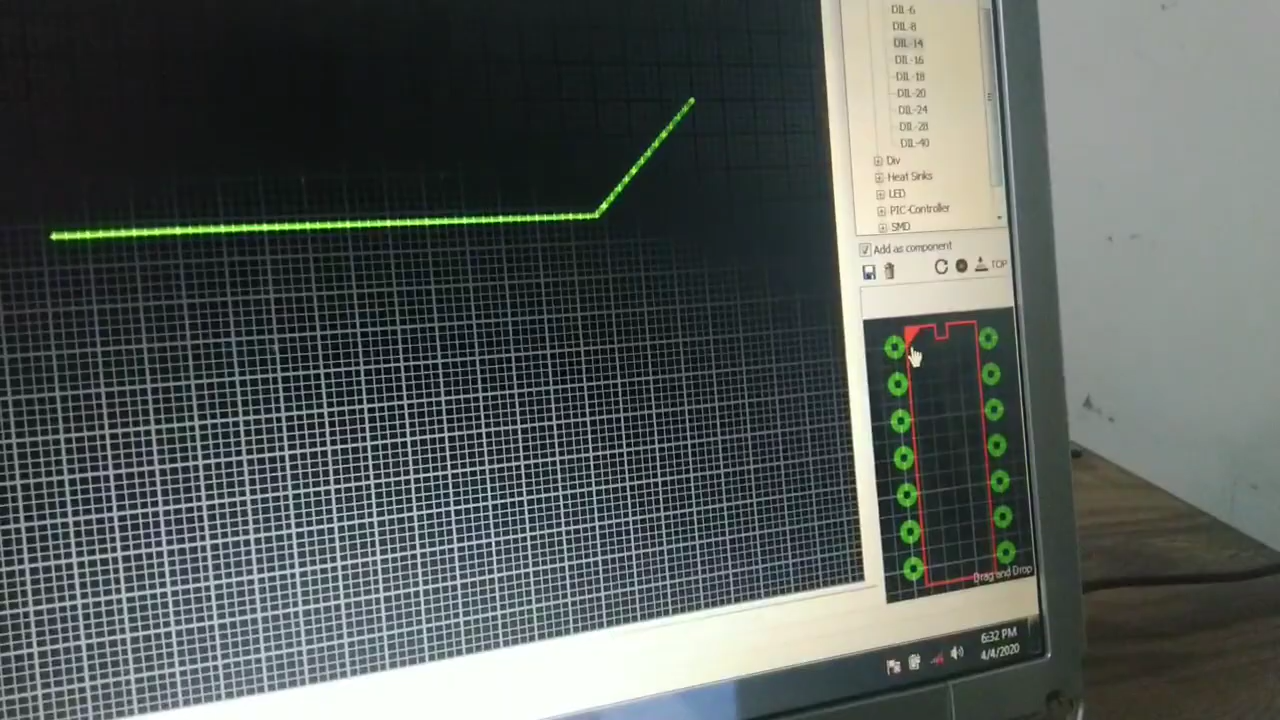 DIL-6
DIL-8
DIL-14
DIL-16
DIL-18
DIL-20
DIL-24
DIL-28
DIL-40
Div
Heat Sinks
LED
PIC-Controller
SMD
Add as component
TOP
Drag and Drop
6:32 PM
4/4/2020